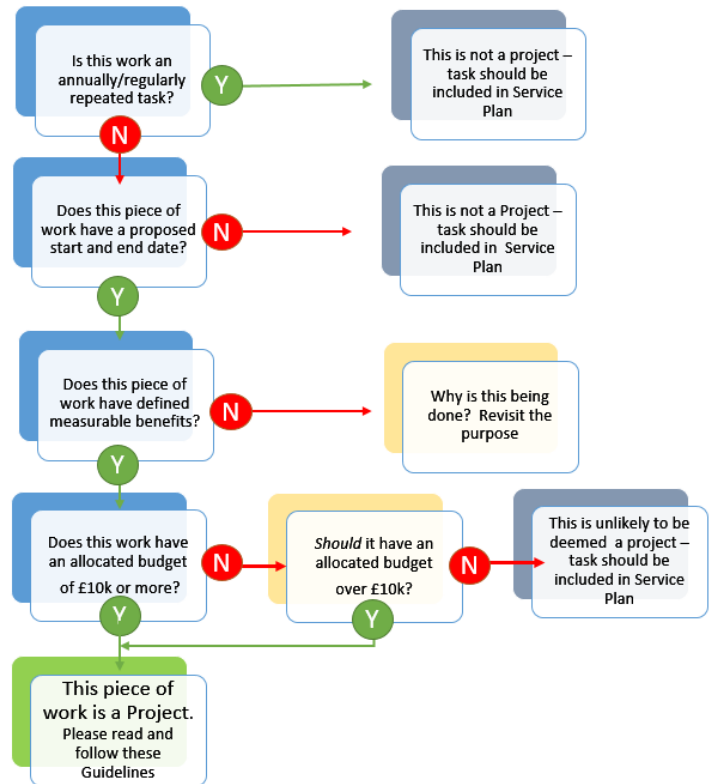 Is this work an
annually/regularly
repeated task?
Y
This is not a project –
task should be
included in Service
Plan
N
Does this piece of
work have a proposed
start and end date?
N
This is not a Project –
task should be
included in Service
Plan
Y
Does this piece of
work have defined
measurable benefits?
N
Why is this being
done? Revisit the
purpose
Y
Does this work have
an allocated budget
of £10k or more?
N
Should it have an
allocated budget
over £10k?
N
This is unlikely to be
deemed a project –
task should be
included in Service
Plan
Y
Y
This piece of
work is a Project.
Please read and
follow these
Guidelines